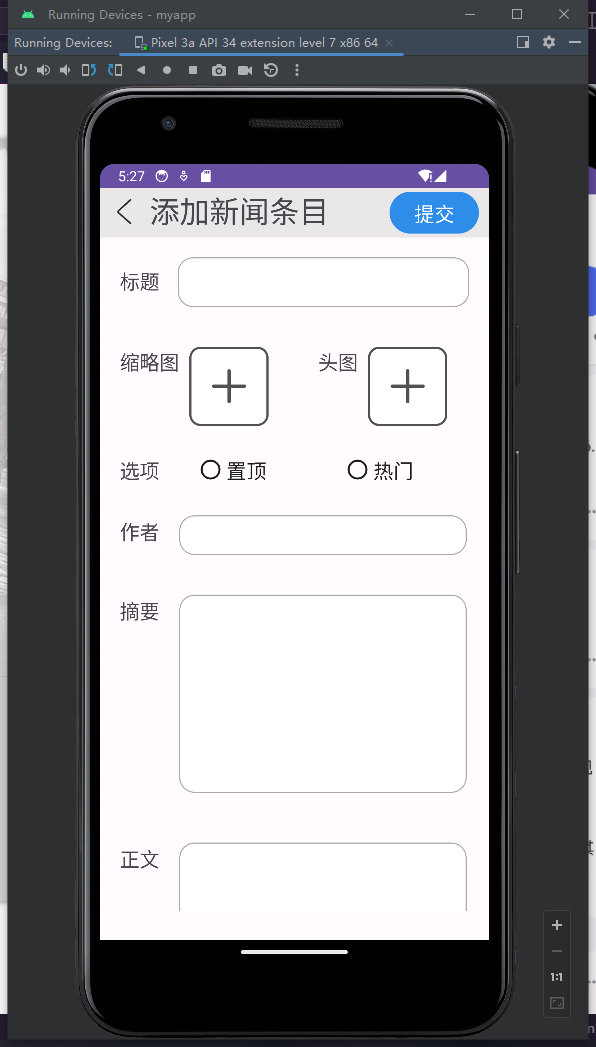 Running Devices - myapp
Running Devices: Pixel 3a API 34 extension level 7 x86 64
5:27
添加新闻条目 提交
标题
缩略图 头图
选项 置顶 热门
作者
摘要
正文
1:1